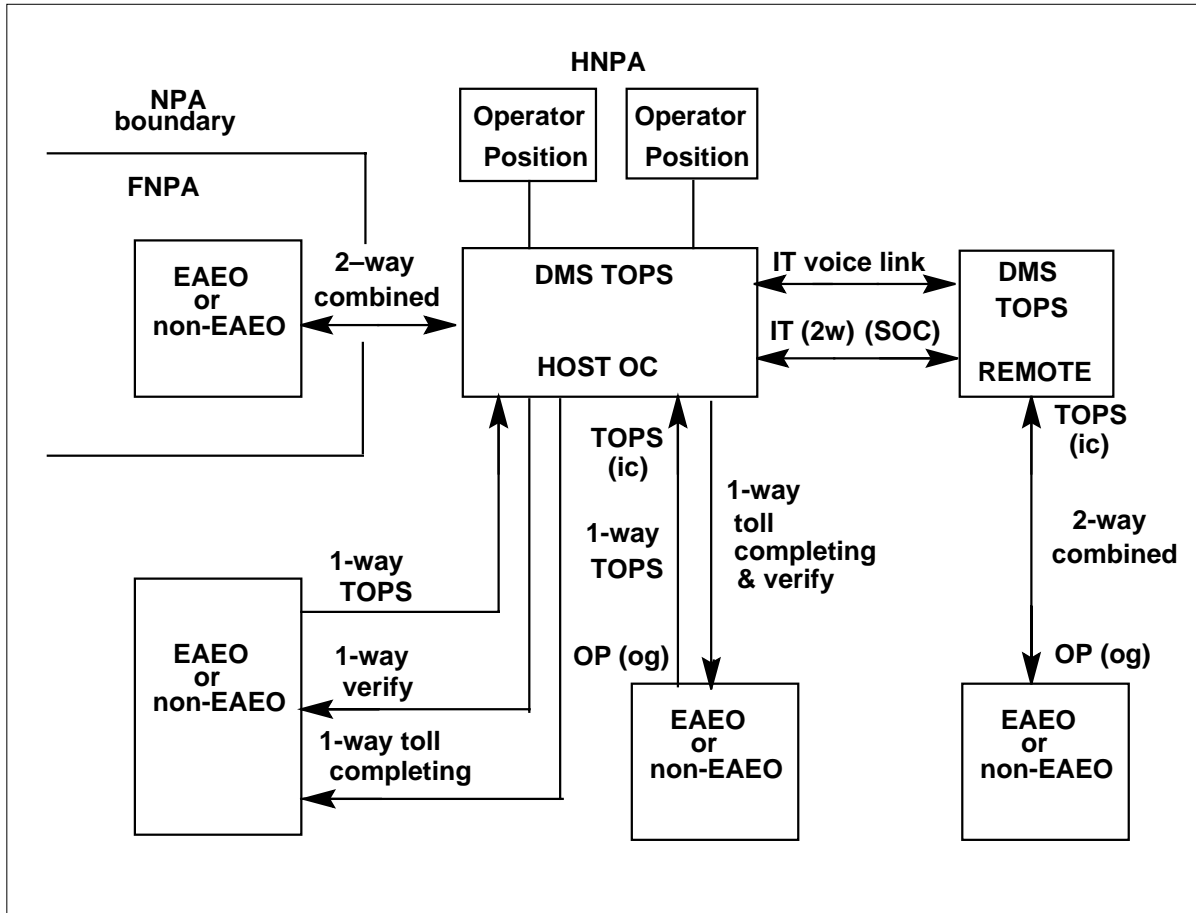 HNPA
NPA
boundary
FNPA
Operator
Position
Operator
Position
EAEO
or
non-EAEO
2–way
combined
DMS TOPS
HOST OC
IT voice link
IT (2w) (SOC)
DMS
TOPS
REMOTE
TOPS
(ic)
1-way
TOPS
1-way
toll
completing
& verify
TOPS
(ic)
2-way
combined
1-way
TOPS
EAEO
or
non-EAEO
1-way
verify
1-way toll
completing
OP (og)
EAEO
or
non-EAEO
OP (og)
EAEO
or
non-EAEO